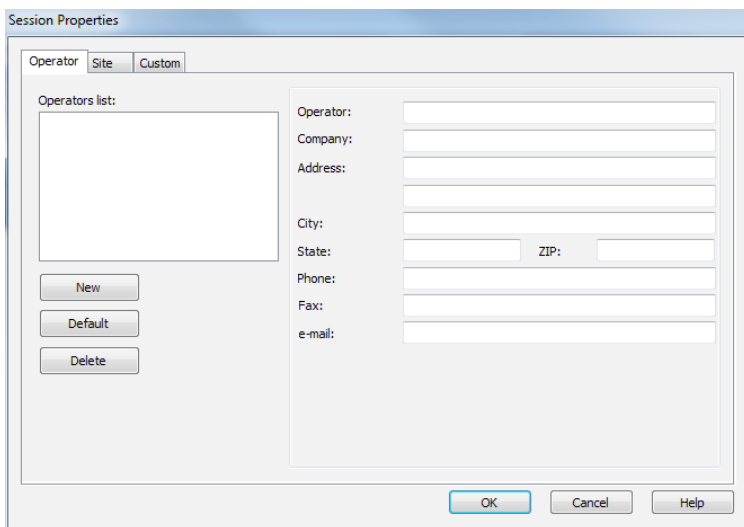 Session Properties
Operator Site Custom
Operators list:
New
Default
Delete
Operator:
Company:
Address:
City:
State: ZIP:
Phone:
Fax:
e-mail:
OK Cancel Help